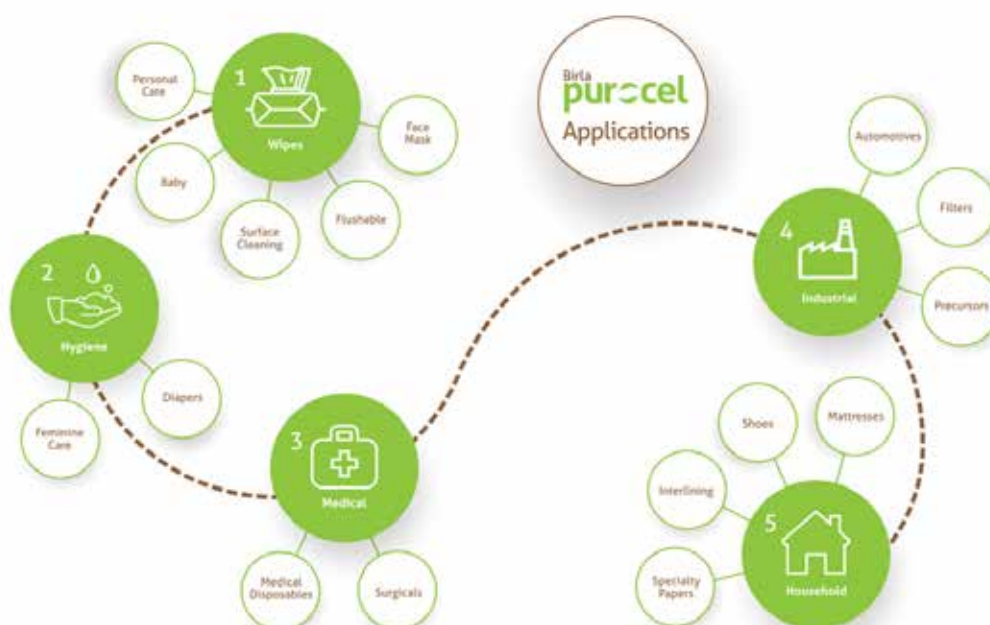 Birla
purocel
Applications
1
Wipes
Personal
Care
Baby
Surface
Cleaning
Flushable
Face
Mask
2
Hygiene
Feminine
Care
Diapers
3
Medical
Medical
Disposables
Surgicals
4
Industrial
Automotives
Filters
Precursors
5
Household
Mattresses
Shoes
Interlining
Specialty
Papers